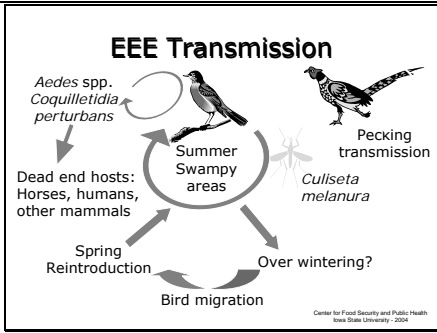 EEE Transmission
Aedes spp.
Coquilletidia
perturbans
Pecking
transmission
Summer
Swampy
areas
Culiseta
melanura
Dead end hosts:
Horses, humans,
other mammals
Spring
Reintroduction
Over wintering?
Bird migration
Center for Food Security and Public Health
Iowa State University - 2004